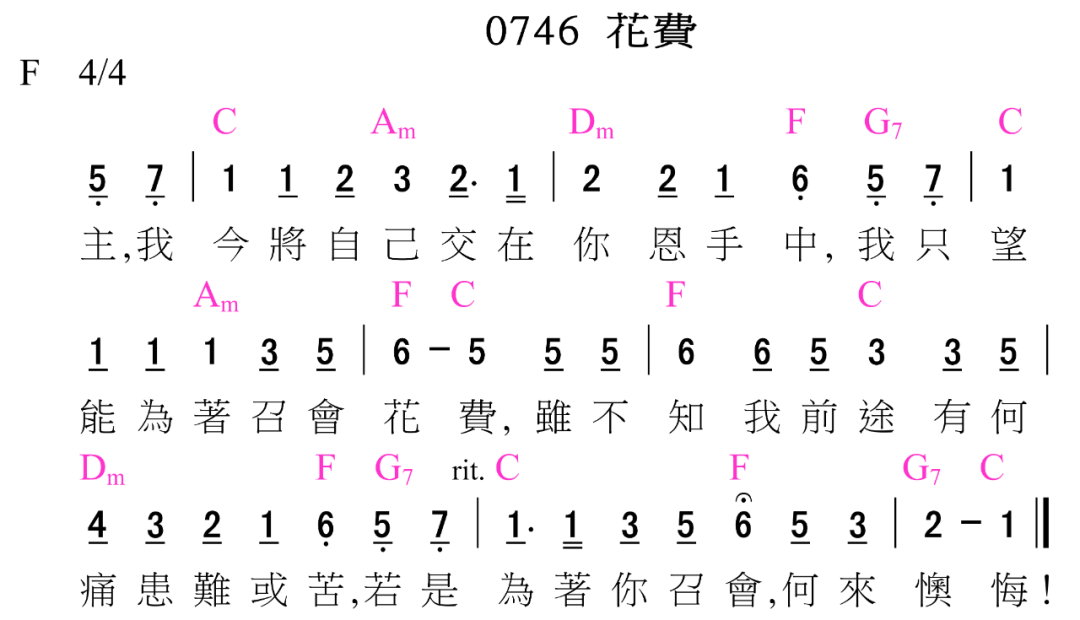 0746 花費
F 4/4
C Am Dm F G7 C
5 7 | 1 1 2 3 2· 1 | 2 2 1 6 5 7 | 1
主,我 今 將 自 己 交 在 你 恩 手 中, 我 只 望
Am F C F C
1 1 1 3 5 | 6 – 5 5 5 | 6 6 5 3 3 5 |
能 為 著 召 會 花 費, 雖 不 知 我 前 途 有 何
Dm F G7 rit. C F G7 C
4 3 2 1 6 5 7 | 1· 1 3 5 6 5 3 | 2 – 1 ‖
痛 患 難 或 苦,若 是 為 著 你 召 會,何 來 懊 悔!